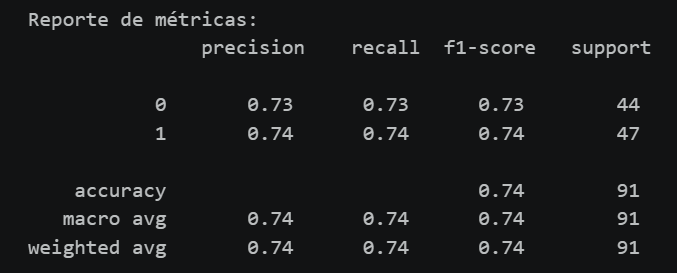 Reporte de métricas:
precision recall f1-score support
0 0.73 0.73 0.73 44
1 0.74 0.74 0.74 47
accuracy 0.74 91
macro avg 0.74 0.74 0.74 91
weighted avg 0.74 0.74 0.74 91